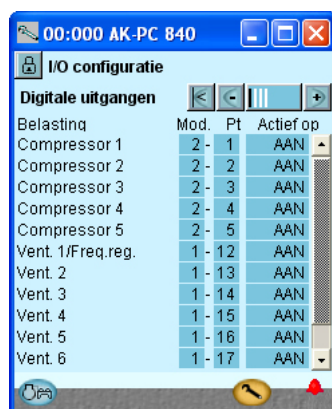 00:000 AK-PC 840
I/O configuratie
Digitale uitgangen
Belasting Mod. Pt Actief op
Compressor 1 2 - 1 AAN
Compressor 2 2 - 2 AAN
Compressor 3 2 - 3 AAN
Compressor 4 2 - 4 AAN
Compressor 5 2 - 5 AAN
Vent. 1/Freq.reg. 1 - 12 AAN
Vent. 2 1 - 13 AAN
Vent. 3 1 - 14 AAN
Vent. 4 1 - 15 AAN
Vent. 5 1 - 16 AAN
Vent. 6 1 - 17 AAN